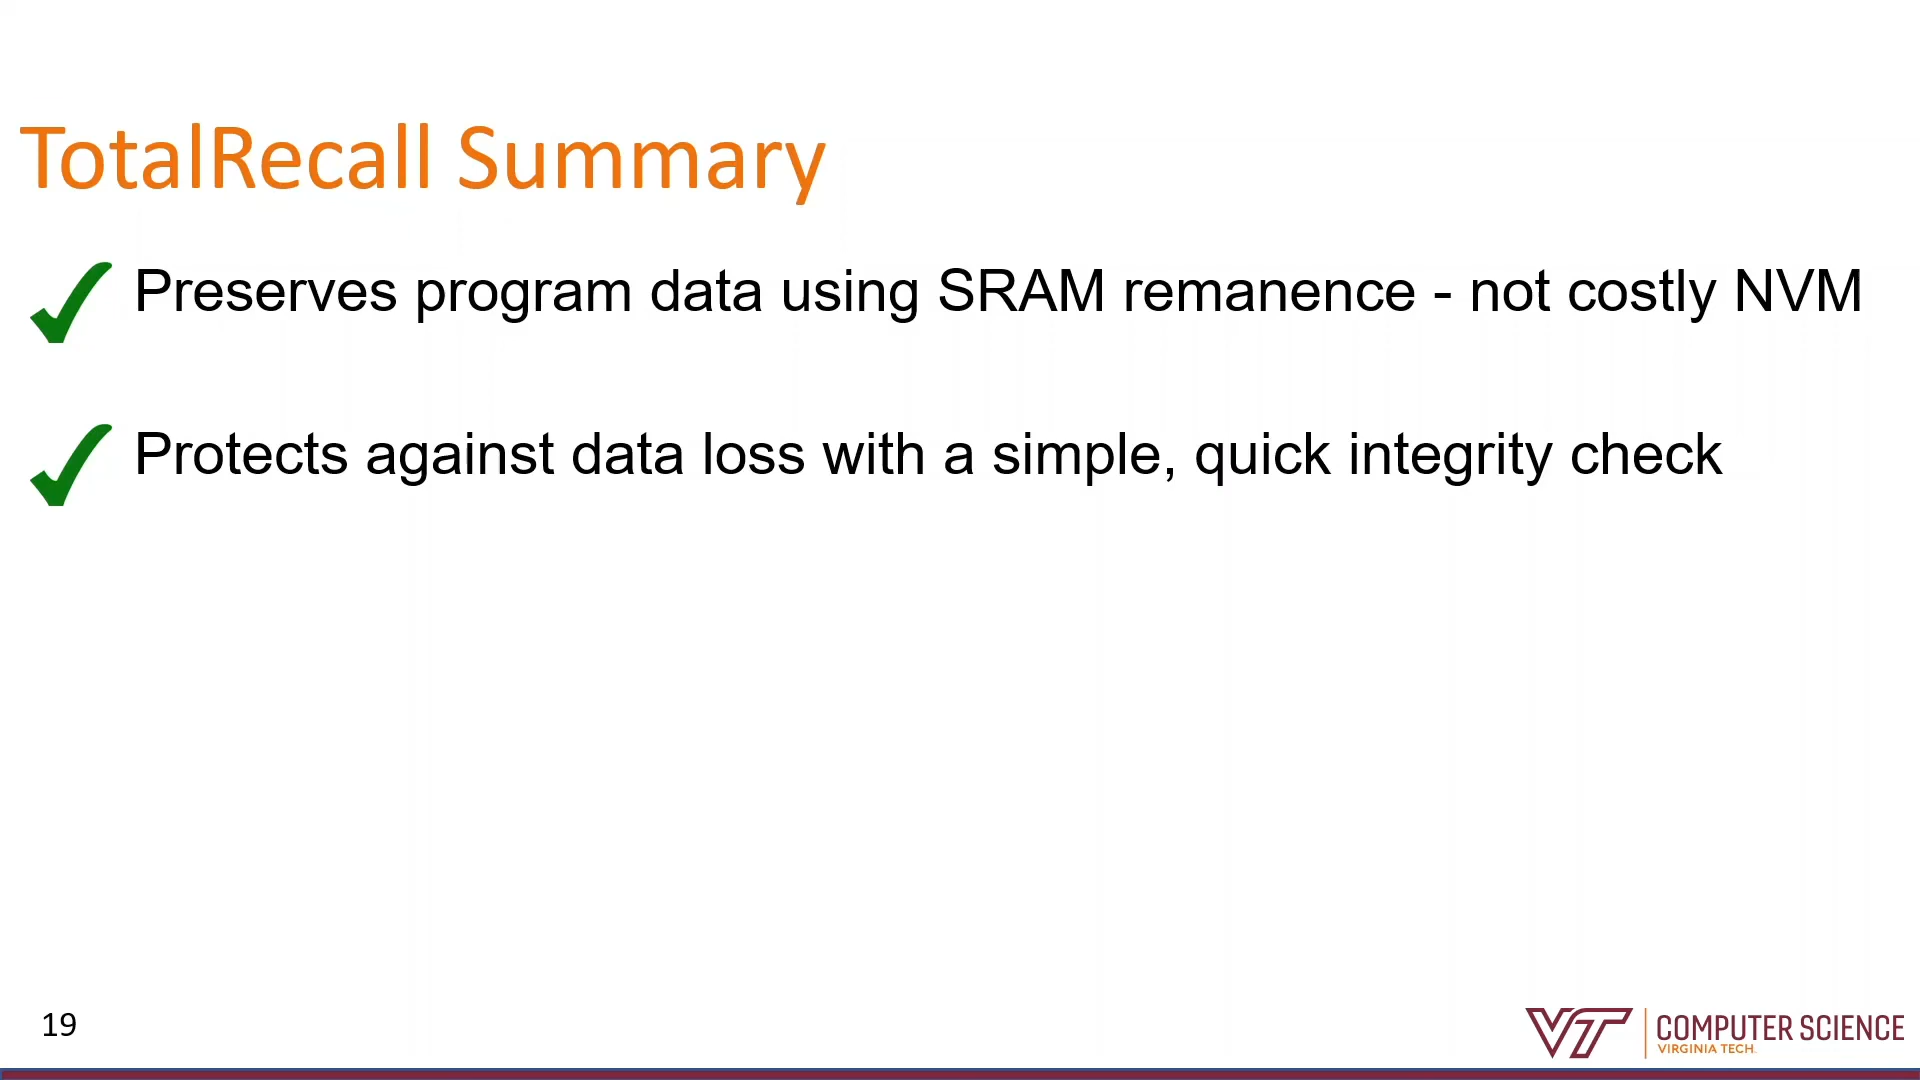 TotalRecall Summary
Preserves program data using SRAM remanence - not costly NVM
Protects against data loss with a simple, quick integrity check
19
VT COMPUTER SCIENCE
VIRGINIA TECH.